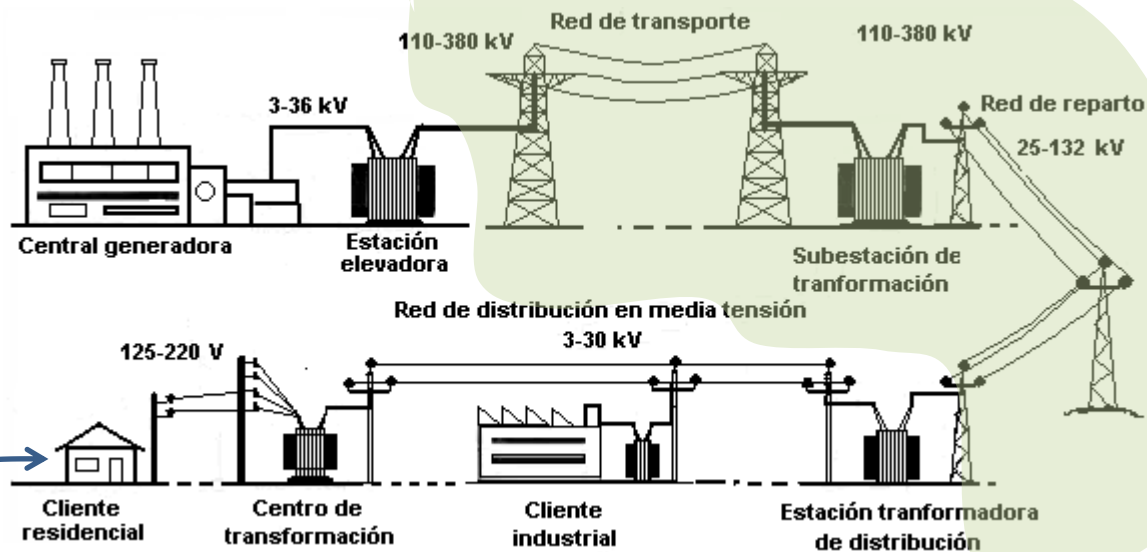 Red de transporte
110-380 kV
110-380 kV
3-36 kV
Red de reparto
25-132 kV
Central generadora
Estación
elevadora
Subestación de
tranformación
Red de distribución en media tensión
3-30 kV
125-220 V
Cliente
residencial
Centro de
transformación
Cliente
industrial
Estación tranformadora
de distribución